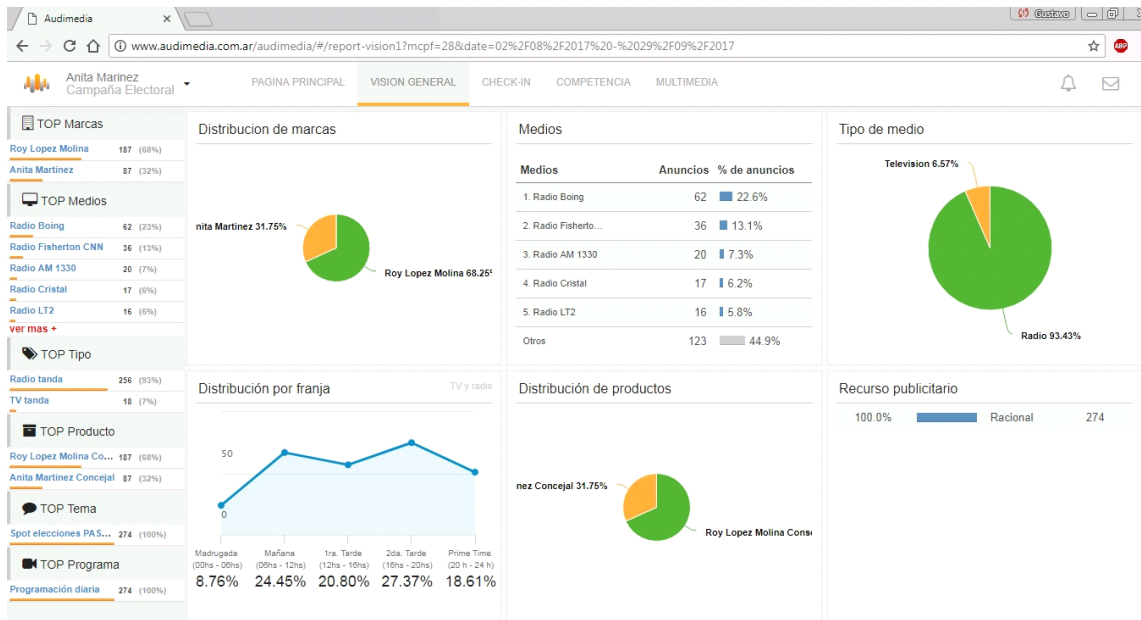 Audimedia
Gustavo
www.audimedia.com.ar/audimedia/#/report-vision1?mcpf=28&date=02%2F08%2F2017%20-%2029%2F09%2F2017
ABP
Anita Marinez
Campaña Electoral
PAGINA PRINCIPAL VISION GENERAL CHECK-IN COMPETENCIA MULTIMEDIA
TOP Marcas
Roy Lopez Molina 187 (68%)
Anita Martinez 87 (32%)
TOP Medios
Radio Boing 62 (23%)
Radio Fisherton CNN 36 (13%)
Radio AM 1330 20 (7%)
Radio Cristal 17 (6%)
Radio LT2 16 (6%)
ver mas +
TOP Tipo
Radio tanda 256 (93%)
TV tanda 18 (7%)
TOP Producto
Roy Lopez Molina Co... 187 (68%)
Anita Martinez Concejal 87 (32%)
TOP Tema
Spot elecciones PAS... 274 (100%)
TOP Programa
Programación diaria 274 (100%)
Distribucion de marcas
nita Martinez 31.75%
Roy Lopez Molina 68.25%
Medios
Medios Anuncios % de anuncios
1. Radio Boing 62 22.6%
2. Radio Fisherto... 36 13.1%
3. Radio AM 1330 20 7.3%
4. Radio Cristal 17 6.2%
5. Radio LT2 16 5.8%
Otros 123 44.9%
Tipo de medio
Television 6.57%
Radio 93.43%
Distribución por franja TV y radio
50
0
Madrugada Mañana 1ra. Tarde 2da. Tarde Prime Time
(00hs - 06hs) (06hs - 12hs) (12hs - 16hs) (16hs - 20hs) (20 h - 24 h)
8.76% 24.45% 20.80% 27.37% 18.61%
Distribución de productos
nez Concejal 31.75%
Roy Lopez Molina Conse
Recurso publicitario
100.0% Racional 274